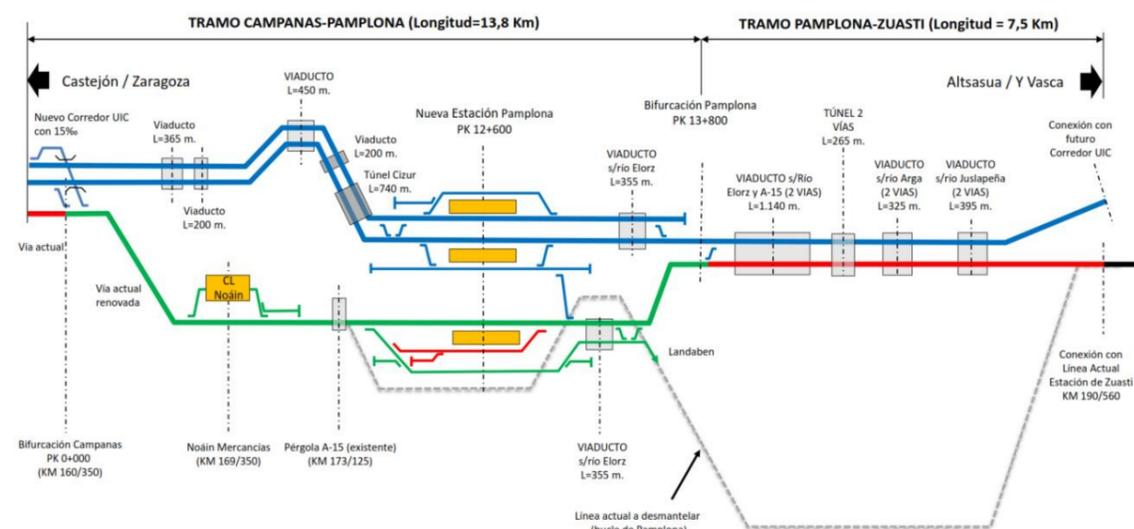 TRAMO CAMPANAS-PAMPLONA (Longitud=13,8 Km)
TRAMO PAMPLONA-ZUASTI (Longitud = 7,5 Km)
Castejón / Zaragoza
Altsasua / Y Vasca
Nuevo Corredor UIC
con 15‰
Viaducto
L=365 m.
Viaducto
L=200 m.
VIADUCTO
L=450 m.
Viaducto
L=200 m.
Túnel Cizur
L=740 m.
Nueva Estación Pamplona
PK 12+600
VIADUCTO
s/río Elorz
L=355 m.
Bifurcación Pamplona
PK 13+800
VIADUCTO s/Río
Elorz y A-15 (2 VIAS)
L=1.140 m.
TÚNEL 2
VÍAS
L=265 m.
VIADUCTO
s/río Arga
(2 VIAS)
L=325 m.
VIADUCTO
s/río Juslapeña
(2 VIAS)
L=395 m.
Conexión con
futuro
Corredor UIC
Vía actual
Vía actual
renovada
CL
Noáin
Landaben
Conexión con
Línea Actual
Estación de Zuasti
KM 190/560
Bifurcación Campanas
PK 0+000
(KM 160/350)
Noáin Mercancías
(KM 169/350)
Pérgola A-15 (existente)
(KM 173/125)
VIADUCTO
s/río Elorz
L=355 m.
Línea actual a desmantelar
(bucle de Pamplona)